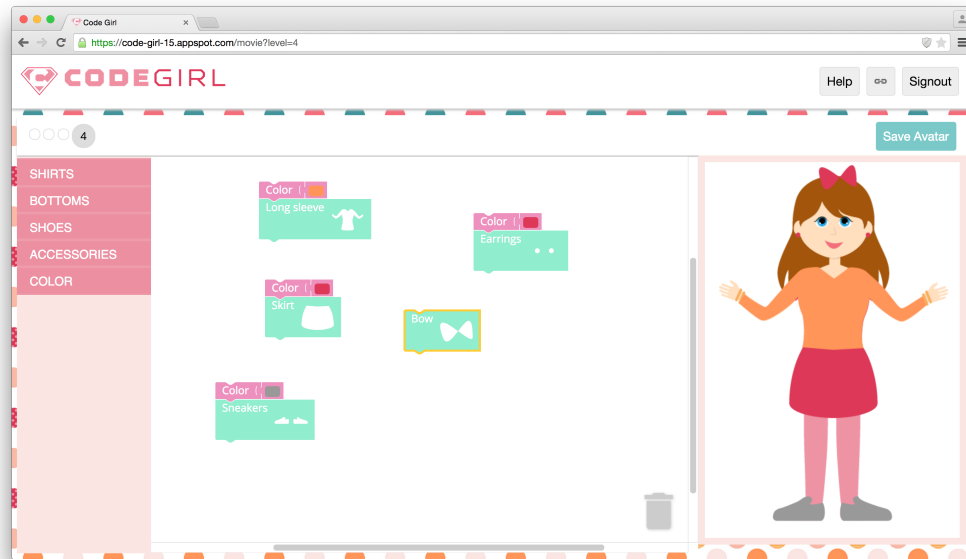 Code Girl
https://code-girl-15.appspot.com/movie?level=4
CODEGIRL
Help
Signout
4
Save Avatar
SHIRTS
BOTTOMS
SHOES
ACCESSORIES
COLOR
Color (
Long sleeve
Color (
Earrings
Color (
Skirt
Bow
Color (
Sneakers